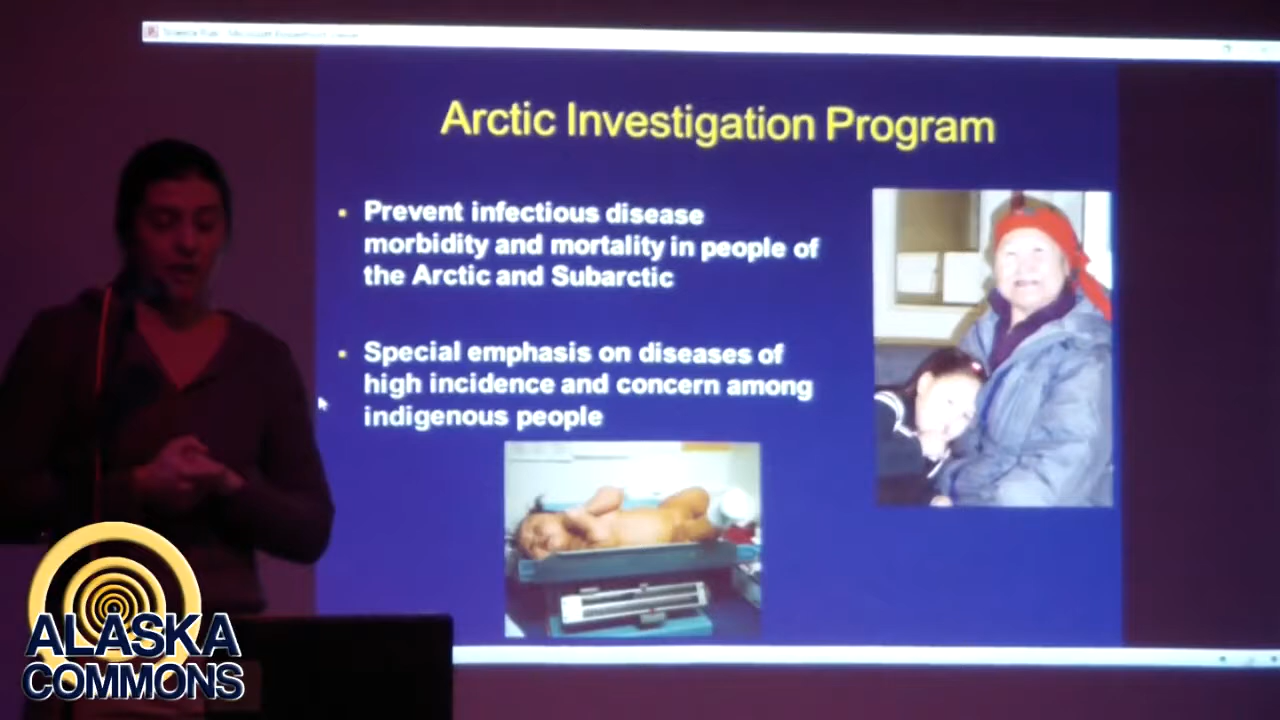 Arctic Investigation Program
Prevent infectious disease
morbidity and mortality in people of
the Arctic and Subarctic
Special emphasis on diseases of
high incidence and concern among
indigenous people
ALASKA
COMMONS